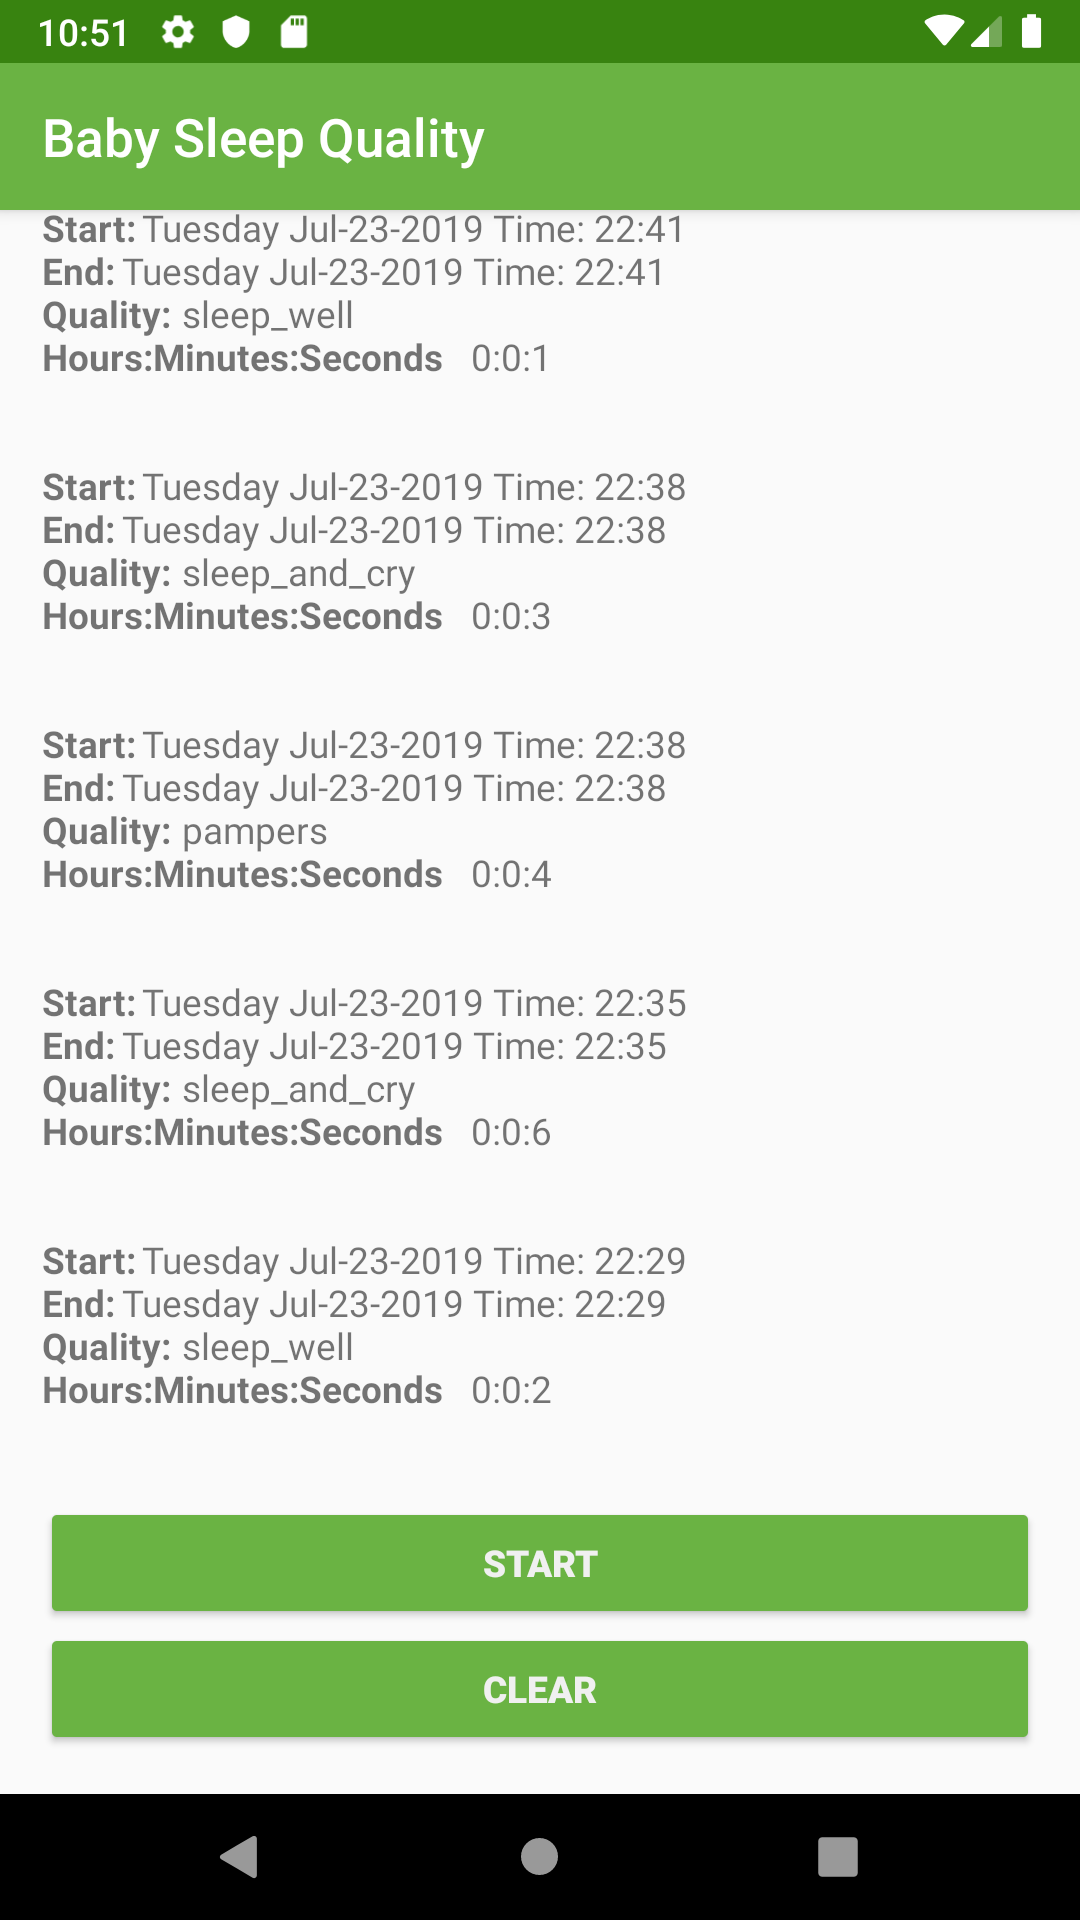 10:51
Baby Sleep Quality
Start: Tuesday Jul-23-2019 Time: 22:41
End: Tuesday Jul-23-2019 Time: 22:41
Quality: sleep_well
Hours:Minutes:Seconds 0:0:1
Start: Tuesday Jul-23-2019 Time: 22:38
End: Tuesday Jul-23-2019 Time: 22:38
Quality: sleep_and_cry
Hours:Minutes:Seconds 0:0:3
Start: Tuesday Jul-23-2019 Time: 22:38
End: Tuesday Jul-23-2019 Time: 22:38
Quality: pampers
Hours:Minutes:Seconds 0:0:4
Start: Tuesday Jul-23-2019 Time: 22:35
End: Tuesday Jul-23-2019 Time: 22:35
Quality: sleep_and_cry
Hours:Minutes:Seconds 0:0:6
Start: Tuesday Jul-23-2019 Time: 22:29
End: Tuesday Jul-23-2019 Time: 22:29
Quality: sleep_well
Hours:Minutes:Seconds 0:0:2
START
CLEAR